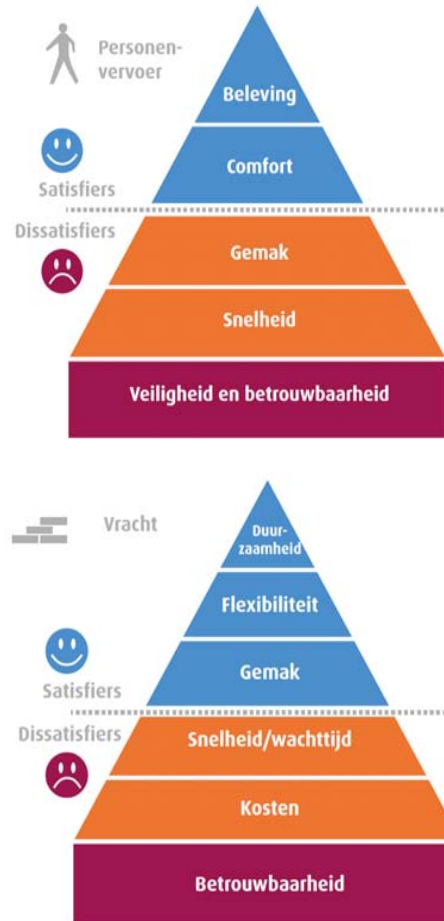 Personen-
vervoer
Beleving
Comfort
Satisfiers
Dissatisfiers
Gemak
Snelheid
Veiligheid en betrouwbaarheid
Vracht
Duur-
zaamheid
Flexibiliteit
Gemak
Satisfiers
Dissatisfiers
Snelheid/wachttijd
Kosten
Betrouwbaarheid